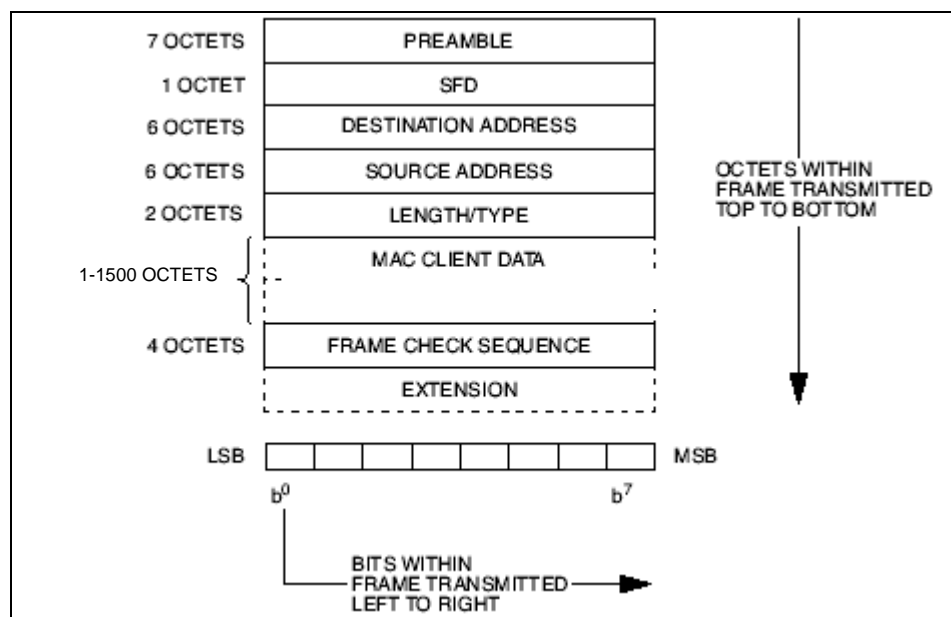 7 OCTETS PREAMBLE
1 OCTET SFD
6 OCTETS DESTINATION ADDRESS
6 OCTETS SOURCE ADDRESS
2 OCTETS LENGTH/TYPE
1-1500 OCTETS MAC CLIENT DATA
4 OCTETS FRAME CHECK SEQUENCE
EXTENSION
OCTETS WITHIN
FRAME TRANSMITTED
TOP TO BOTTOM
LSB MSB
b0 b7
BITS WITHIN
FRAME TRANSMITTED
LEFT TO RIGHT